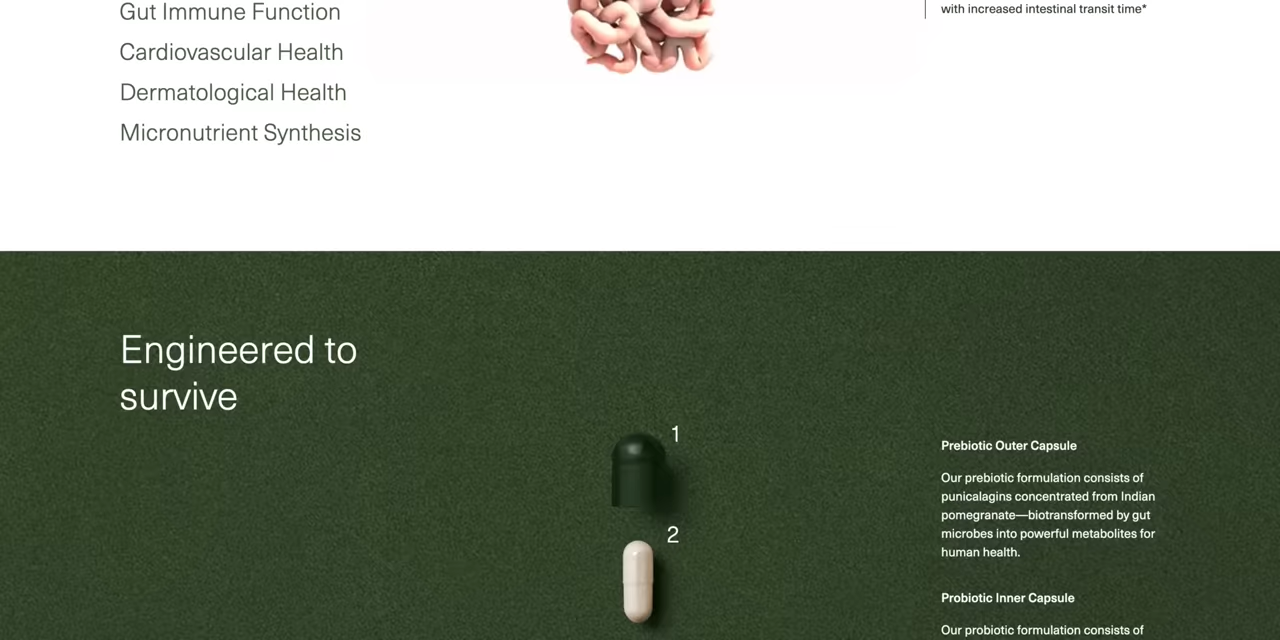 Gut Immune Function
Cardiovascular Health
Dermatological Health
Micronutrient Synthesis
with increased intestinal transit time*
Engineered to
survive
1
2
Prebiotic Outer Capsule
Our prebiotic formulation consists of
punicalagins concentrated from Indian
pomegranate—biotransformed by gut
microbes into powerful metabolites for
human health.
Probiotic Inner Capsule
Our probiotic formulation consists of